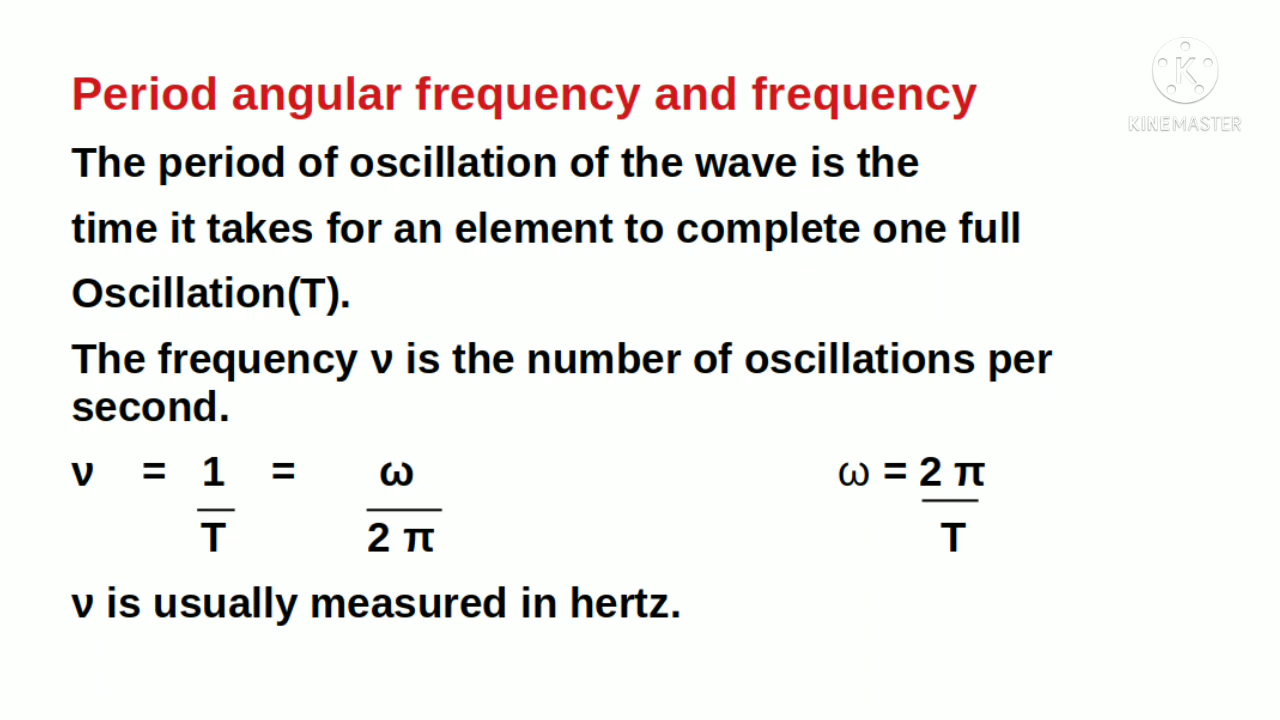 Period angular frequency and frequency
K
KINEMASTER
The period of oscillation of the wave is the
time it takes for an element to complete one full
Oscillation(T).
The frequency ν is the number of oscillations per
second.
ν = 1 = ω ω = 2 π
T 2 π T
ν is usually measured in hertz.